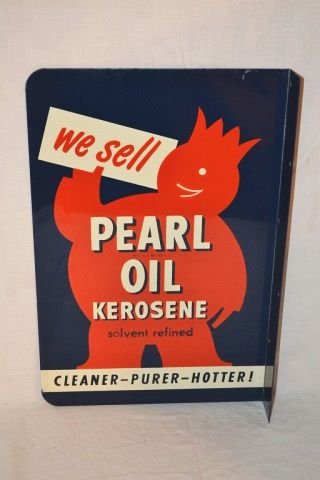 we sell
PEARL
OIL
KEROSENE
solvent refined
CLEANER—PURER—HOTTER!